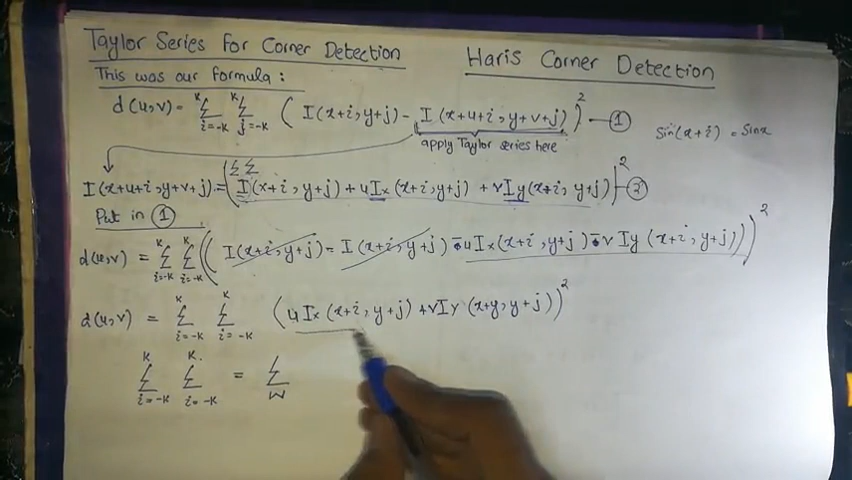 Taylor Series For Corner Detection
Haris Corner Detection
This was our formula:
d(u,v) = Σ_{i=-k}^{k} Σ_{j=-k}^{k} ( I(x+i, y+j) - I(x+u+i, y+v+j) )² — ①
apply Taylor series here
Sin(x+i) = Sinx
I(x+u+i, y+v+j) = ( ΣΣ I(x+i, y+j) + uIx(x+i, y+j) + vIy(x+i, y+j) )² — ②
Put in ①
d(u,v) = Σ_{i=-k}^{k} Σ_{i=-k}^{k} ( ( I(x+i, y+j) - I(x+i, y+j) - uIx(x+i, y+j) - vIy(x+i, y+j) ) )²
d(u,v) = Σ_{i=-k}^{k} Σ_{i=-k}^{k} ( uIx(x+i, y+j) + vIy(x+y, y+j) )²
Σ_{i=-k}^{k} Σ_{i=-k}^{k} = Σ_W